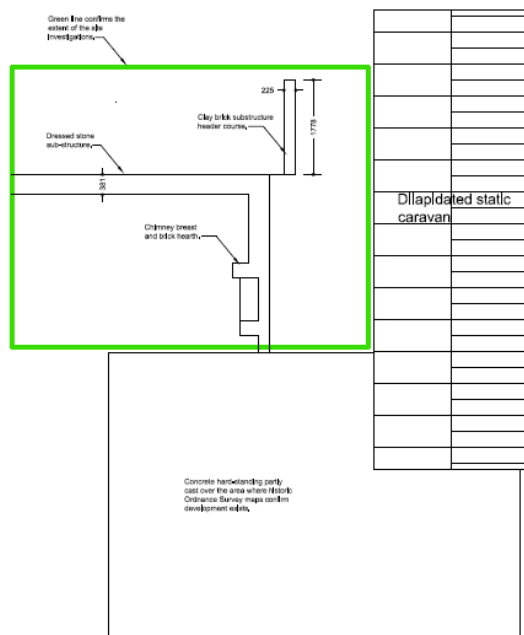 Green line confirms the
extent of the site
investigations.
225
Clay brick substructure
header course.
1778
Dressed stone
sub-structure.
381
Dilapidated static
caravan
Chimney breast
and brick hearth.
Concrete hard-standing partly
cast over the area where historic
Ordnance Survey maps confirm
development exists.